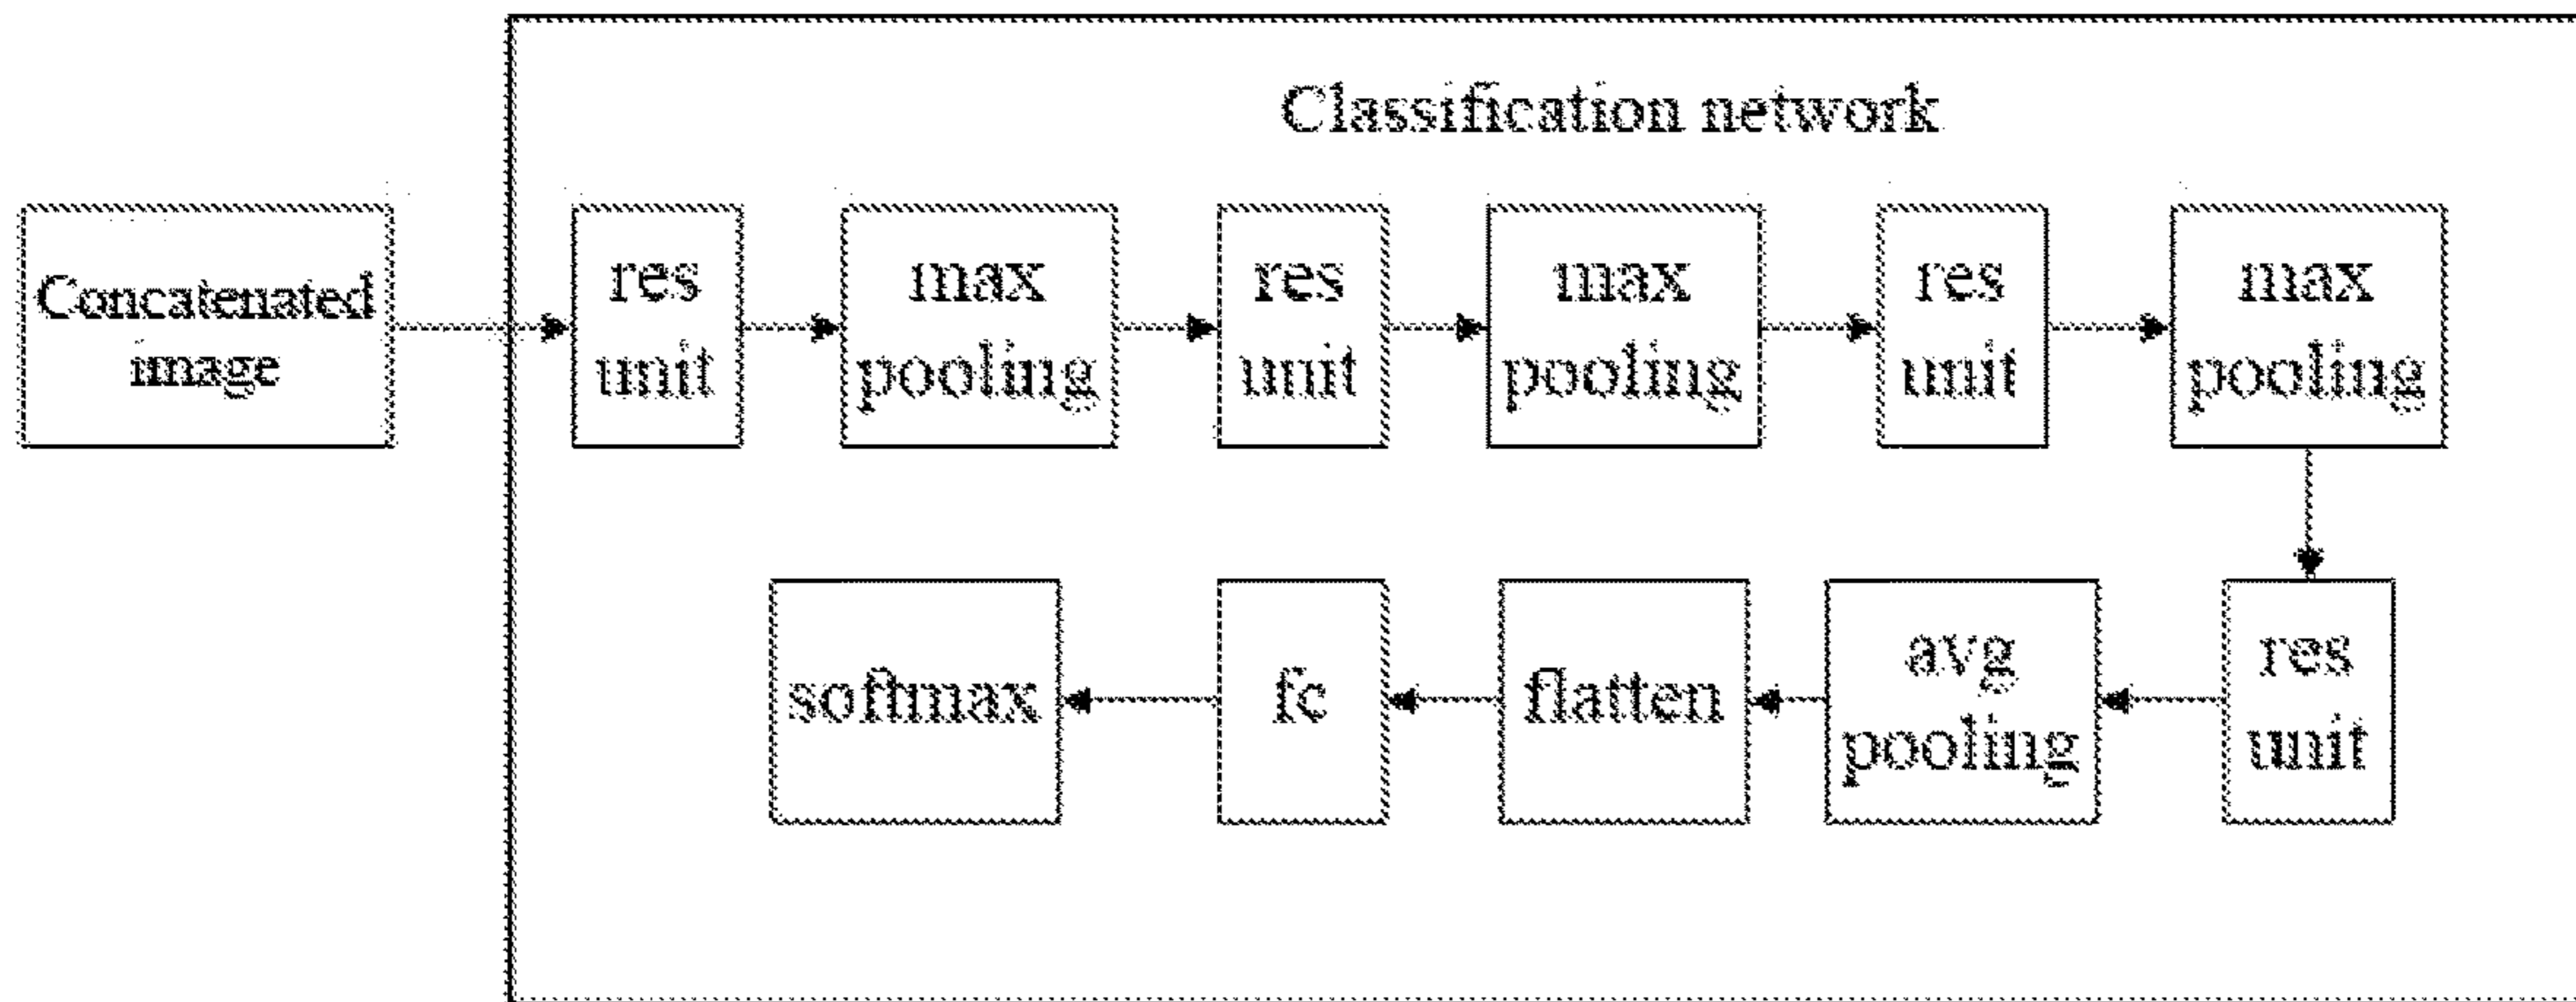 Classification network
Concatenated
image
res
unit
max
pooling
res
unit
max
pooling
res
unit
max
pooling
res
unit
avg
pooling
flatten
fc
softmax